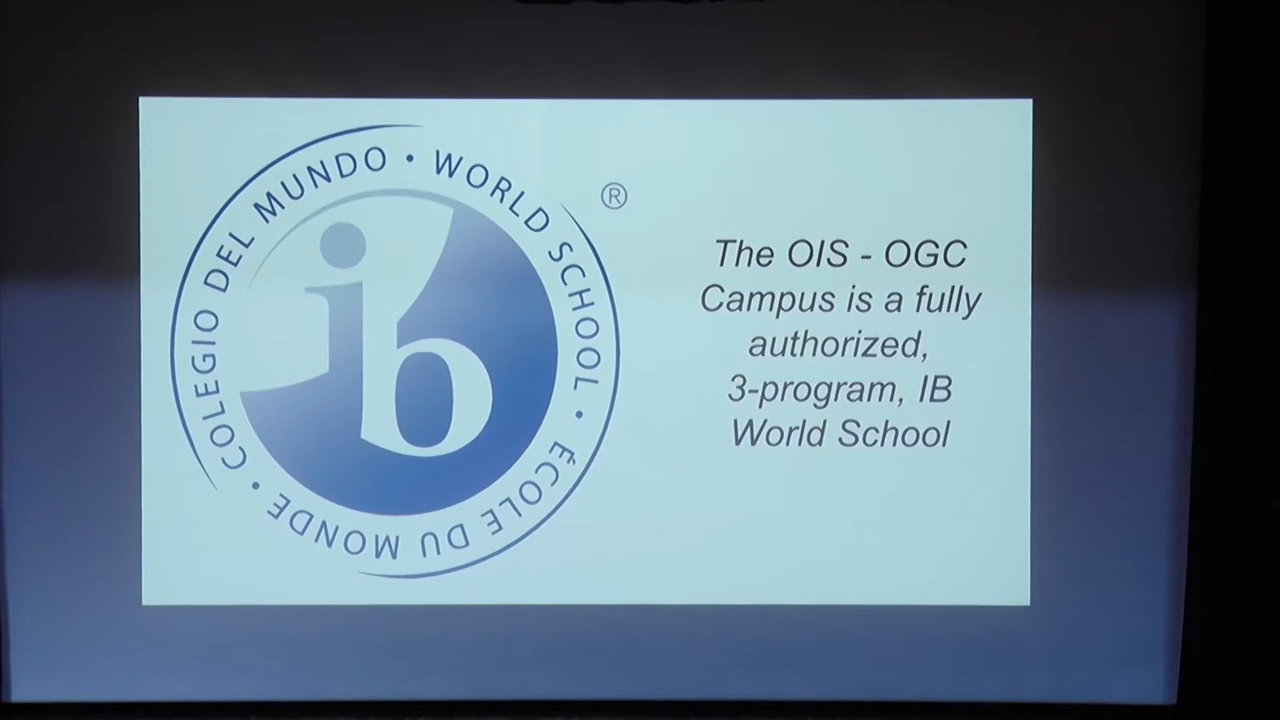 COLEGIO DEL MUNDO • WORLD SCHOOL • ÉCOLE DU MONDE •
®
ib
The OIS - OGC
Campus is a fully
authorized,
3-program, IB
World School